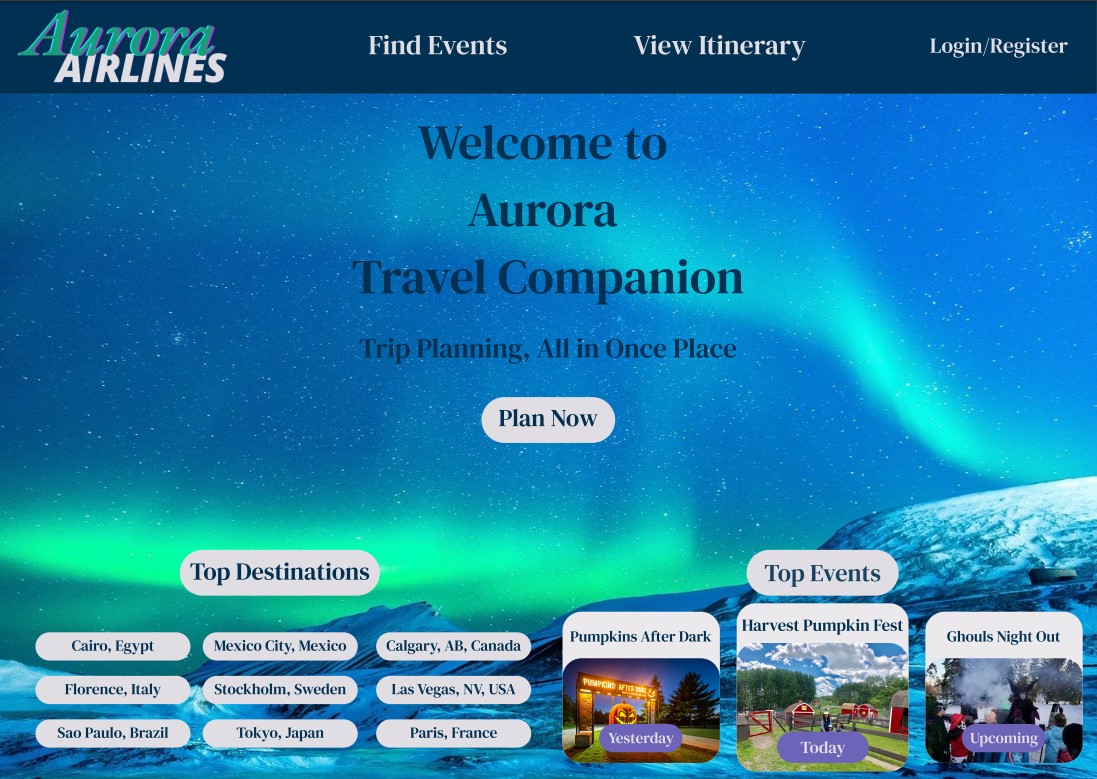 Aurora
AIRLINES
Find Events
View Itinerary
Login/Register
Welcome to
Aurora
Travel Companion
Trip Planning, All in Once Place
Plan Now
Top Destinations
Cairo, Egypt
Mexico City, Mexico
Calgary, AB, Canada
Florence, Italy
Stockholm, Sweden
Las Vegas, NV, USA
Sao Paulo, Brazil
Tokyo, Japan
Paris, France
Top Events
Pumpkins After Dark
PUMPKINS AFTER DARK
Yesterday
Harvest Pumpkin Fest
Today
Ghouls Night Out
Upcoming